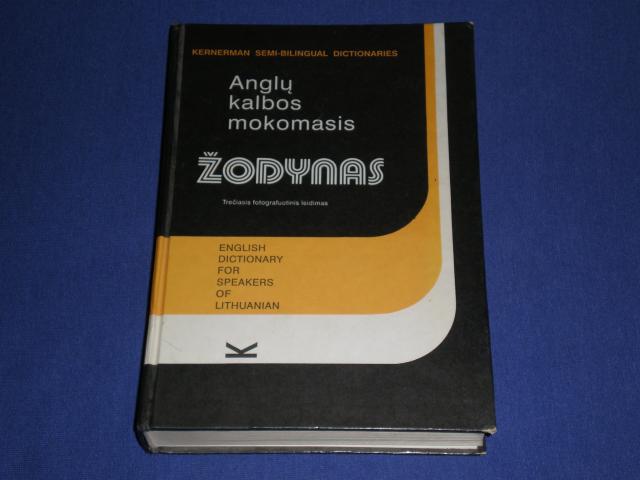 KERNERMAN SEMI-BILINGUAL DICTIONARIES
Anglų
kalbos
mokomasis
ŽODYNAS
Trečiasis fotografuotinis leidimas
ENGLISH
DICTIONARY
FOR
SPEAKERS
OF
LITHUANIAN
K